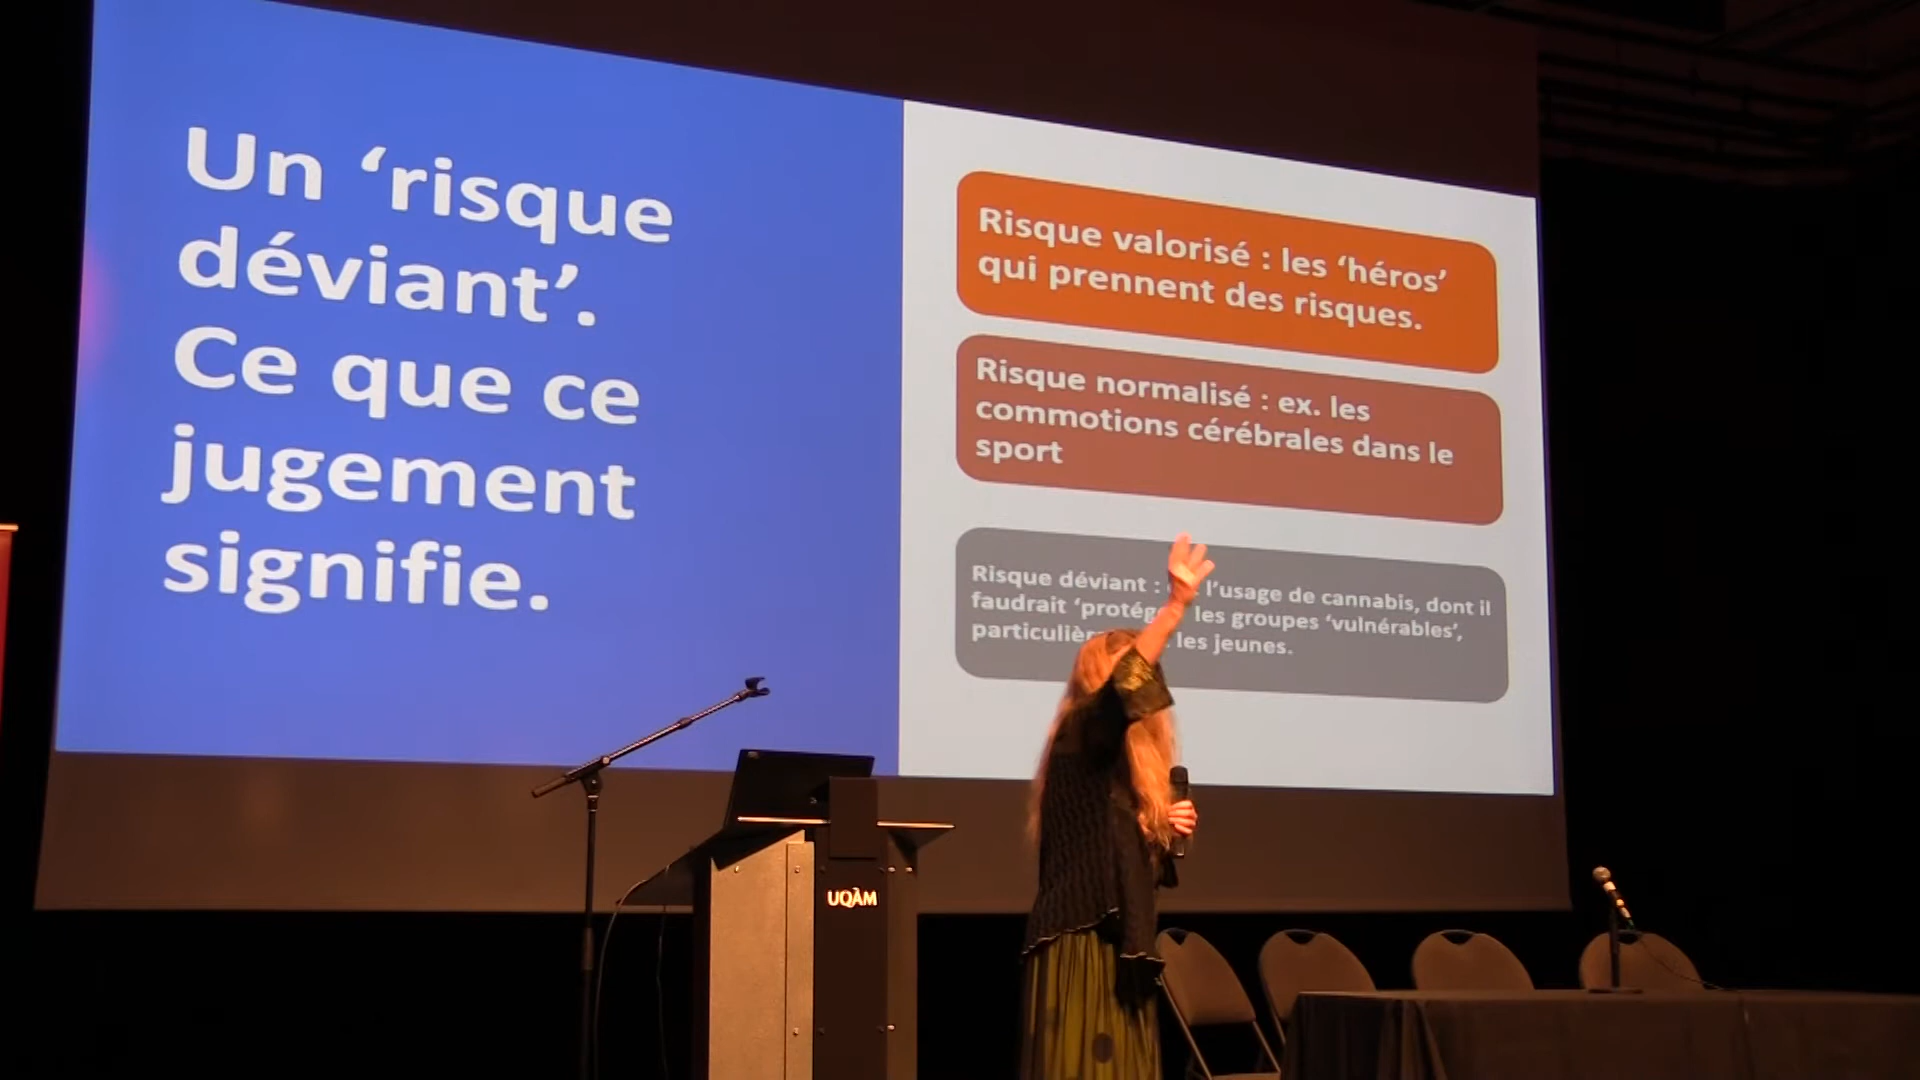 Un ‘risque
déviant’.
Ce que ce
jugement
signifie.
Risque valorisé : les ‘héros’
qui prennent des risques.
Risque normalisé : ex. les
commotions cérébrales dans le
sport
Risque déviant : l’usage de cannabis, dont il
faudrait les groupes ‘vulnérables’,
les jeunes.
UQÀM